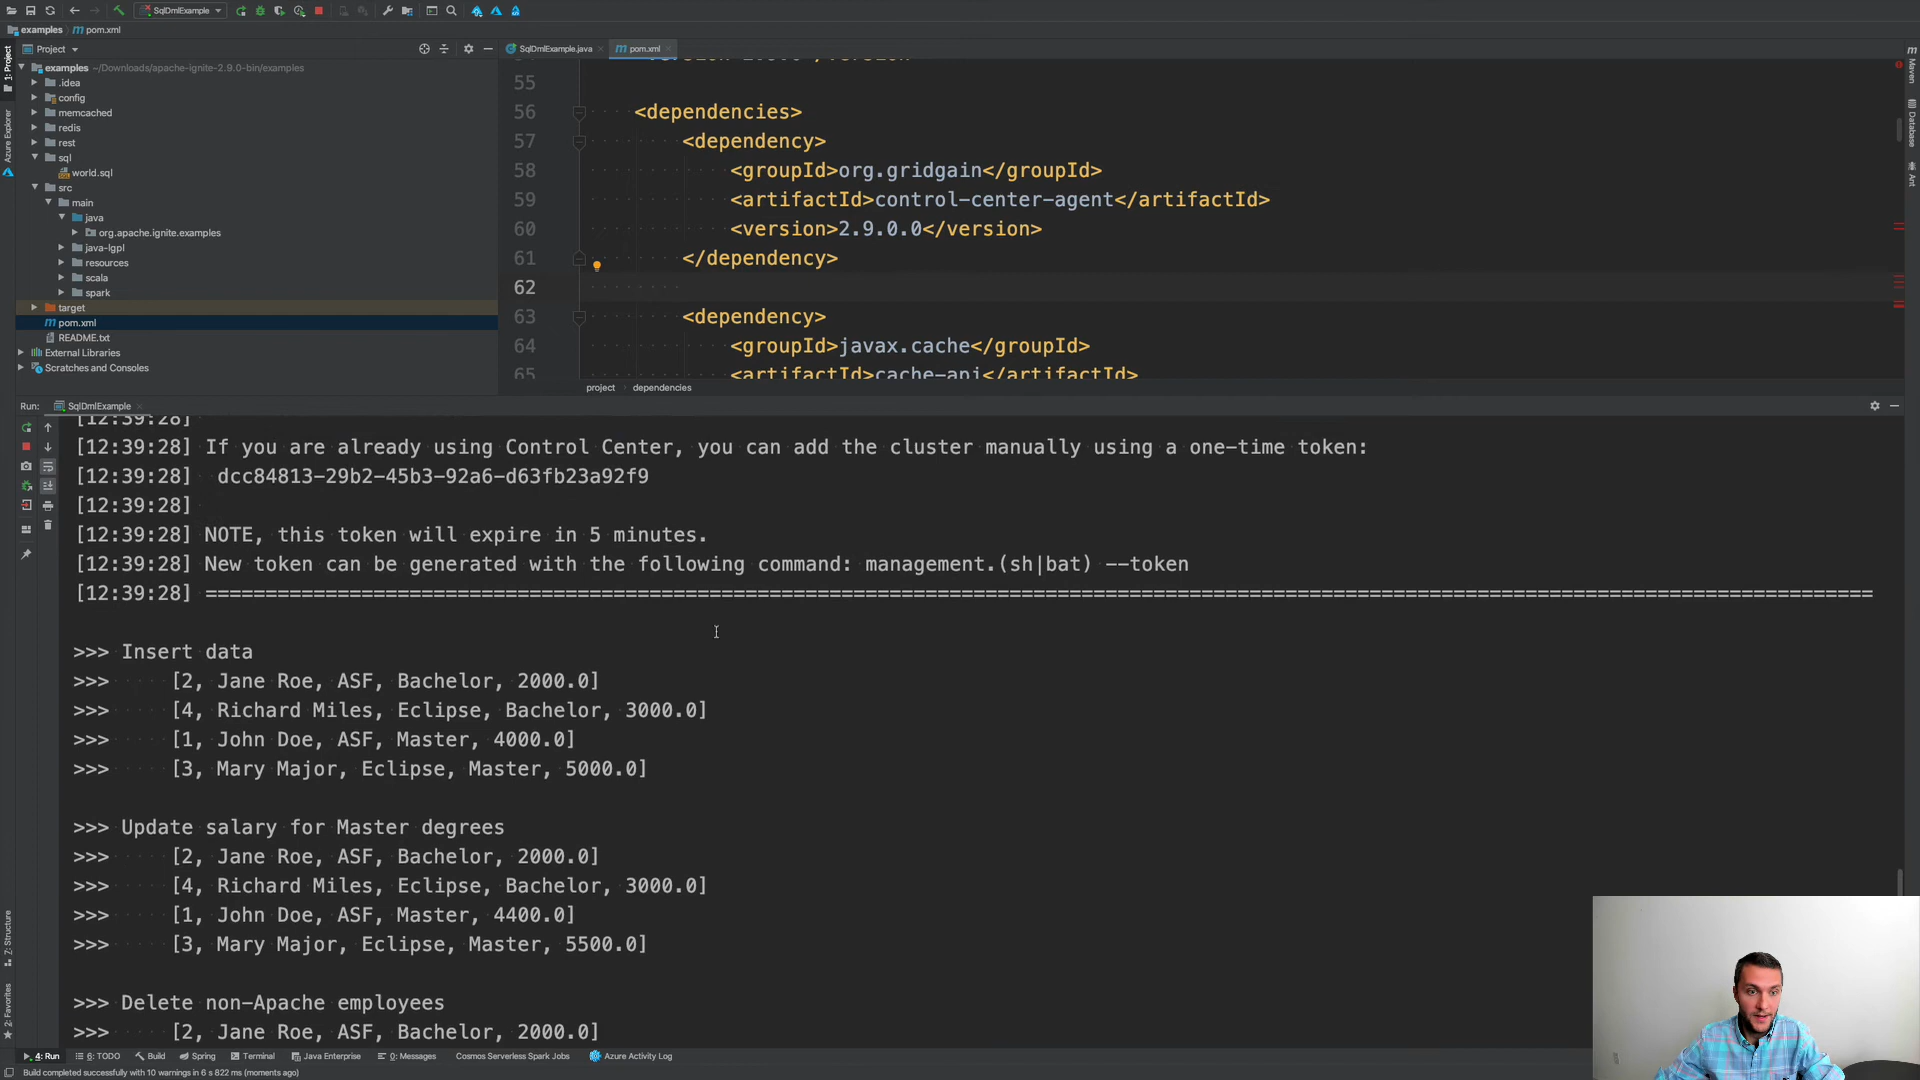 SqlDmlExample
examples
pom.xml
Project
SqlDmlExample.java
pom.xml
1: Project
Azure Explorer
Z: Structure
2: Favorites
Maven
Database
Ant
examples ~/Downloads/apache-ignite-2.9.0-bin/examples
.idea
config
memcached
redis
rest
sql
world.sql
src
main
java
org.apache.ignite.examples
java-lgpl
resources
scala
spark
target
pom.xml
README.txt
External Libraries
Scratches and Consoles
55
56 <dependencies>
57 <dependency>
58 <groupId>org.gridgain</groupId>
59 <artifactId>control-center-agent</artifactId>
60 <version>2.9.0.0</version>
61 </dependency>
62
63 <dependency>
64 <groupId>javax.cache</groupId>
65 <artifactId>cache-api</artifactId>
project dependencies
Run: SqlDmlExample
[12:39:28]
[12:39:28] If you are already using Control Center, you can add the cluster manually using a one-time token:
[12:39:28] dcc84813-29b2-45b3-92a6-d63fb23a92f9
[12:39:28]
[12:39:28] NOTE, this token will expire in 5 minutes.
[12:39:28] New token can be generated with the following command: management.(sh|bat) --token
[12:39:28] ===========================================================================================================================================
>>> Insert data
>>> [2, Jane Roe, ASF, Bachelor, 2000.0]
>>> [4, Richard Miles, Eclipse, Bachelor, 3000.0]
>>> [1, John Doe, ASF, Master, 4000.0]
>>> [3, Mary Major, Eclipse, Master, 5000.0]
>>> Update salary for Master degrees
>>> [2, Jane Roe, ASF, Bachelor, 2000.0]
>>> [4, Richard Miles, Eclipse, Bachelor, 3000.0]
>>> [1, John Doe, ASF, Master, 4400.0]
>>> [3, Mary Major, Eclipse, Master, 5500.0]
>>> Delete non-Apache employees
>>> [2, Jane Roe, ASF, Bachelor, 2000.0]
4: Run 6: TODO Build Spring Terminal Java Enterprise 0: Messages Cosmos Serverless Spark Jobs Azure Activity Log
Build completed successfully with 10 warnings in 6 s 822 ms (moments ago)